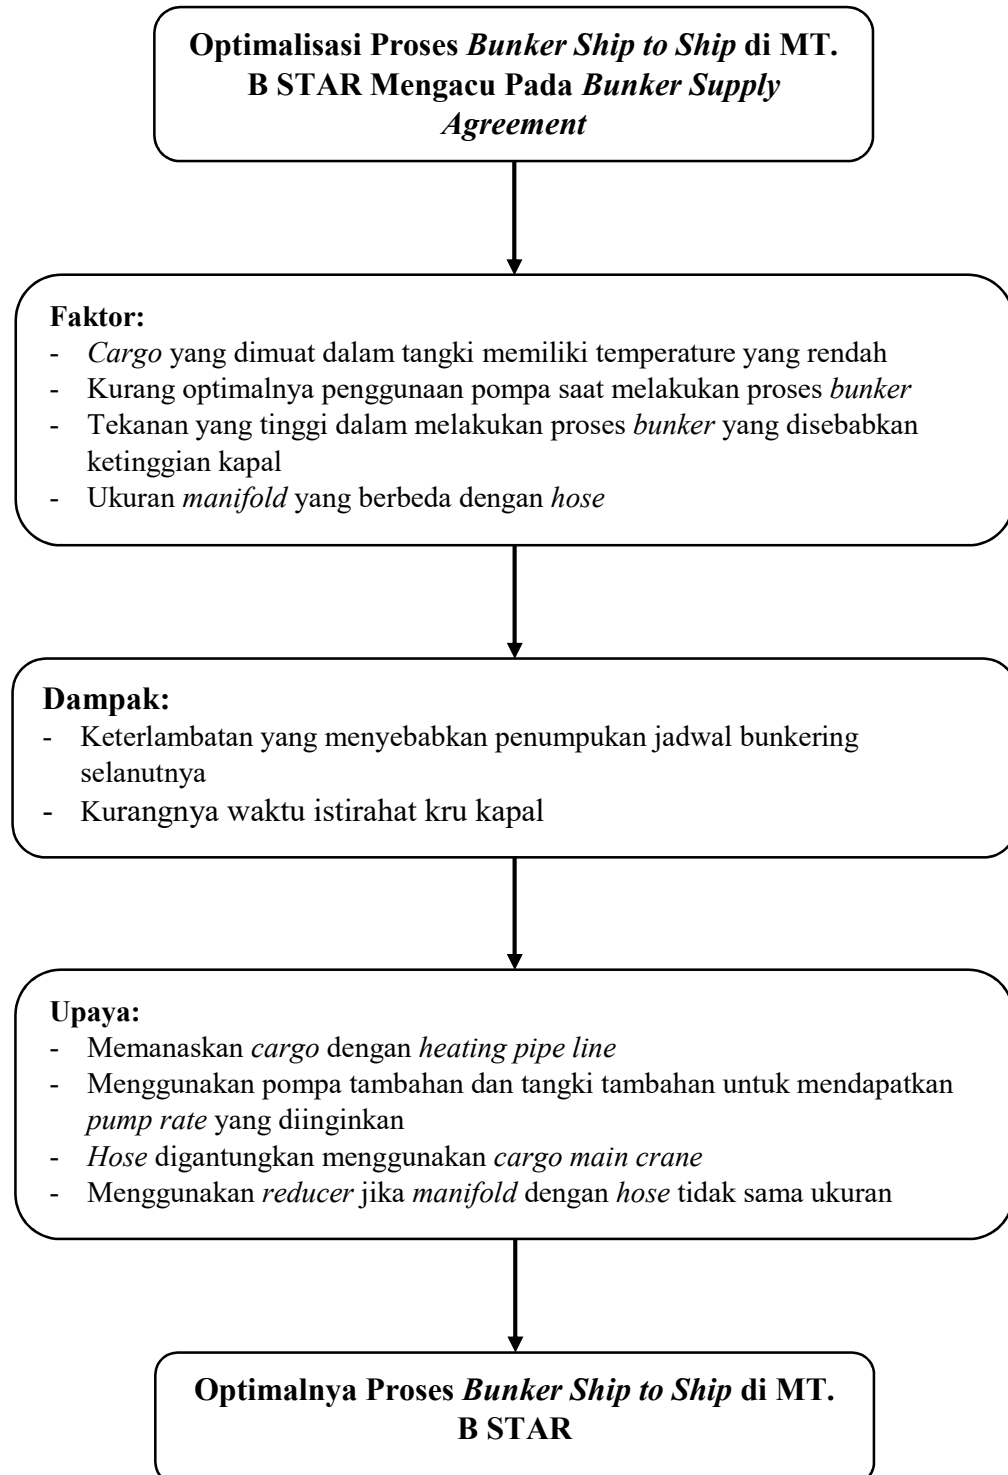 Optimalisasi Proses Bunker Ship to Ship di MT.
B STAR Mengacu Pada Bunker Supply
Agreement
Faktor:
- Cargo yang dimuat dalam tangki memiliki temperature yang rendah
- Kurang optimalnya penggunaan pompa saat melakukan proses bunker
- Tekanan yang tinggi dalam melakukan proses bunker yang disebabkan
ketinggian kapal
- Ukuran manifold yang berbeda dengan hose
Dampak:
- Keterlambatan yang menyebabkan penumpukan jadwal bunkering
selanutnya
- Kurangnya waktu istirahat kru kapal
Upaya:
- Memanaskan cargo dengan heating pipe line
- Menggunakan pompa tambahan dan tangki tambahan untuk mendapatkan
pump rate yang diinginkan
- Hose digantungkan menggunakan cargo main crane
- Menggunakan reducer jika manifold dengan hose tidak sama ukuran
Optimalnya Proses Bunker Ship to Ship di MT.
B STAR